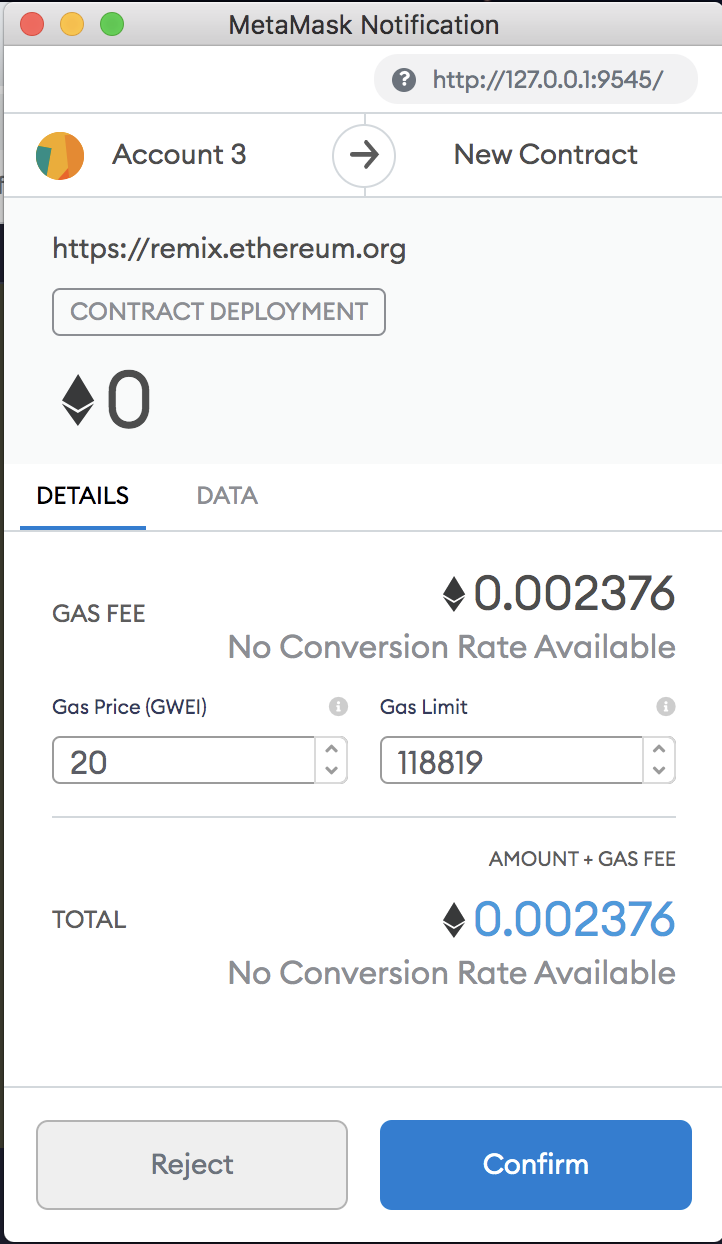 MetaMask Notification
? http://127.0.0.1:9545/
Account 3
New Contract
https://remix.ethereum.org
CONTRACT DEPLOYMENT
0
DETAILS DATA
GAS FEE
0.002376
No Conversion Rate Available
Gas Price (GWEI) i Gas Limit i
20 118819
AMOUNT + GAS FEE
TOTAL
0.002376
No Conversion Rate Available
Reject Confirm